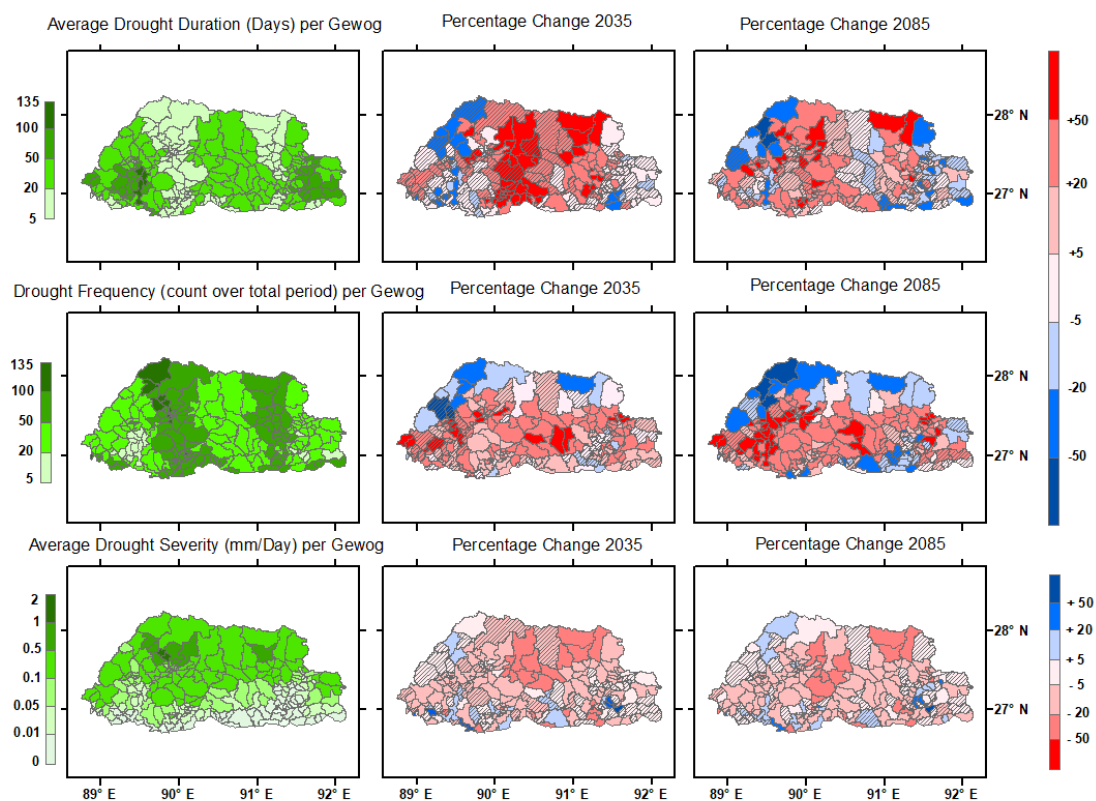 Average Drought Duration (Days) per Gewog
Percentage Change 2035
Percentage Change 2085
135
100
50
20
5
28° N
27° N
+50
+20
+5
-5
-20
-50
Drought Frequency (count over total period) per Gewog
Percentage Change 2035
Percentage Change 2085
135
100
50
20
5
28° N
27° N
Average Drought Severity (mm/Day) per Gewog
Percentage Change 2035
Percentage Change 2085
2
1
0.5
0.1
0.05
0.01
0
28° N
27° N
+ 50
+ 20
+ 5
- 5
- 20
- 50
89° E 90° E 91° E 92° E
89° E 90° E 91° E 92° E
89° E 90° E 91° E 92° E